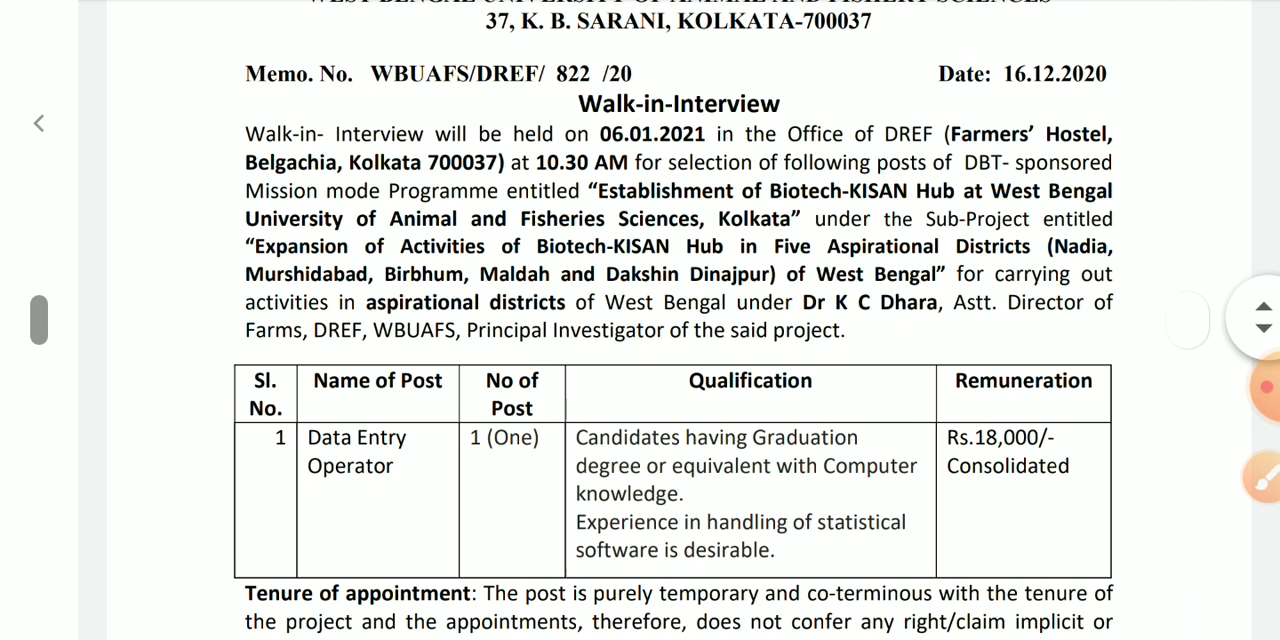 WEST BENGAL UNIVERSITY OF ANIMAL AND FISHERY SCIENCES
37, K. B. SARANI, KOLKATA-700037
Memo. No. WBUAFS/DREF/ 822 /20 Date: 16.12.2020
Walk-in-Interview
Walk-in- Interview will be held on 06.01.2021 in the Office of DREF (Farmers’ Hostel,
Belgachia, Kolkata 700037) at 10.30 AM for selection of following posts of DBT- sponsored
Mission mode Programme entitled “Establishment of Biotech-KISAN Hub at West Bengal
University of Animal and Fisheries Sciences, Kolkata” under the Sub-Project entitled
“Expansion of Activities of Biotech-KISAN Hub in Five Aspirational Districts (Nadia,
Murshidabad, Birbhum, Maldah and Dakshin Dinajpur) of West Bengal” for carrying out
activities in aspirational districts of West Bengal under Dr K C Dhara, Astt. Director of
Farms, DREF, WBUAFS, Principal Investigator of the said project.
Sl. Name of Post No of Qualification Remuneration
No. Post
1 Data Entry 1 (One) Candidates having Graduation Rs.18,000/-
Operator degree or equivalent with Computer Consolidated
knowledge.
Experience in handling of statistical
software is desirable.
Tenure of appointment: The post is purely temporary and co-terminous with the tenure of
the project and the appointments, therefore, does not confer any right/claim implicit or